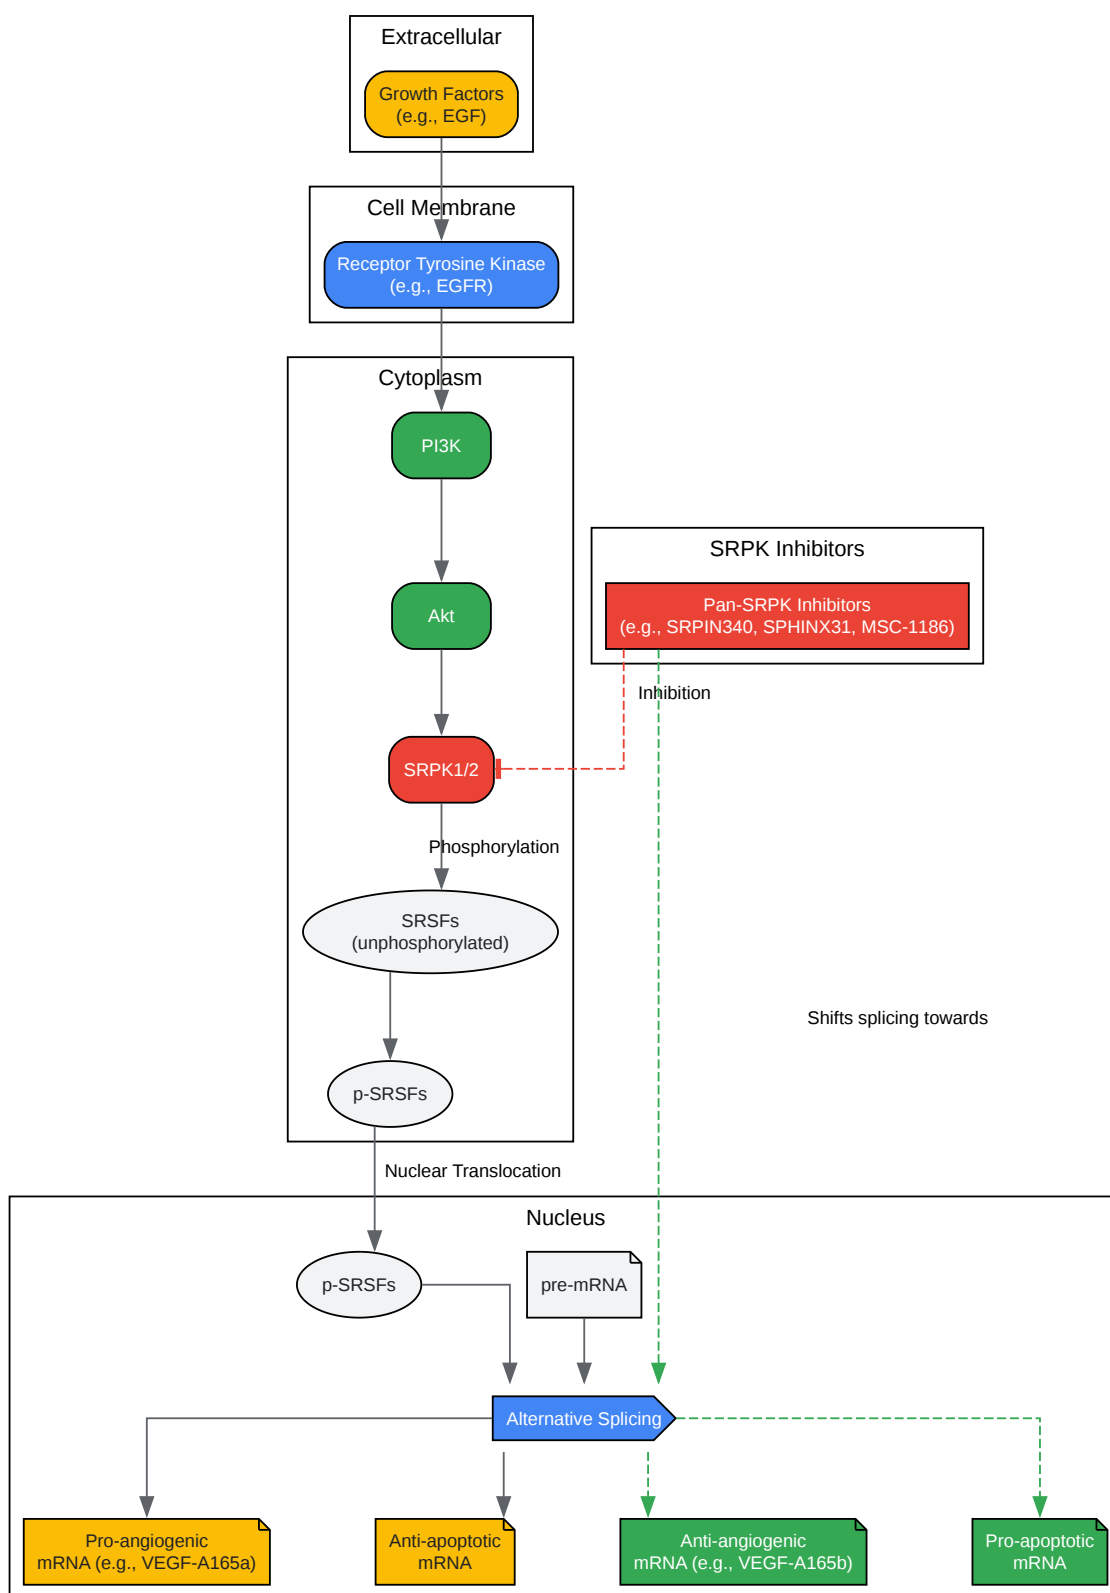 Extracellular
Growth Factors
(e.g., EGF)
Cell Membrane
Receptor Tyrosine Kinase
(e.g., EGFR)
Cytoplasm
PI3K
SRPK Inhibitors
Akt
Pan-SRPK Inhibitors
(e.g., SRPIN340, SPHINX31, MSC-1186)
Inhibition
SRPK1/2
Phosphorylation
SRSFs
(unphosphorylated)
Shifts splicing towards
p-SRSFs
Nuclear Translocation
Nucleus
p-SRSFs
pre-mRNA
Alternative Splicing
Pro-angiogenic
mRNA (e.g., VEGF-A165a)
Anti-apoptotic
mRNA
Anti-angiogenic
mRNA (e.g., VEGF-A165b)
Pro-apoptotic
mRNA